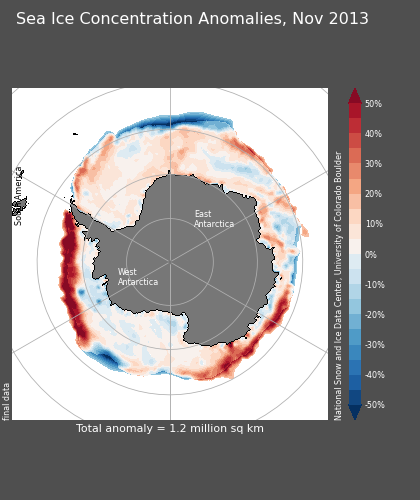 Sea Ice Concentration Anomalies, Nov 2013
South America
East
Antarctica
West
Antarctica
50%
40%
30%
20%
10%
0%
-10%
-20%
-30%
-40%
-50%
National Snow and Ice Data Center, University of Colorado Boulder
final data
Total anomaly = 1.2 million sq km